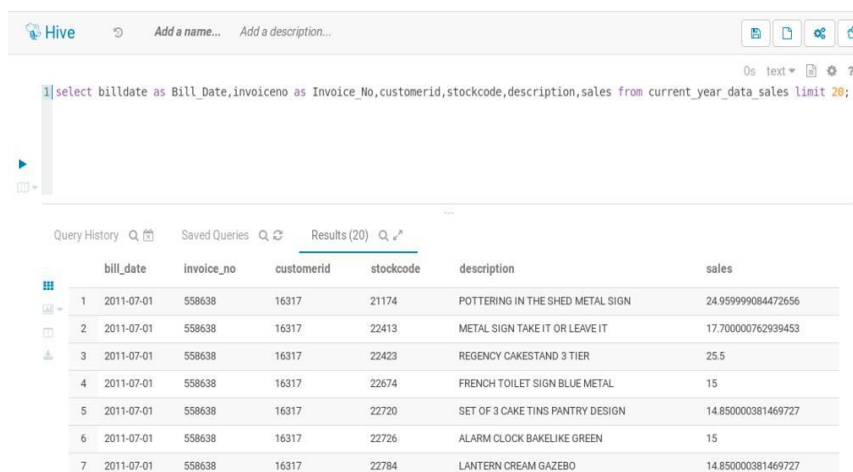 Hive Add a name... Add a description...
0s text ?
1 select billdate as Bill_Date,invoiceno as Invoice_No,customerid,stockcode,description,sales from current_year_data_sales limit 20;
...
Query History Saved Queries Results (20)
bill_date invoice_no customerid stockcode description sales
1 2011-07-01 558638 16317 21174 POTTERING IN THE SHED METAL SIGN 24.959999084472656
2 2011-07-01 558638 16317 22413 METAL SIGN TAKE IT OR LEAVE IT 17.700000762939453
3 2011-07-01 558638 16317 22423 REGENCY CAKESTAND 3 TIER 25.5
4 2011-07-01 558638 16317 22674 FRENCH TOILET SIGN BLUE METAL 15
5 2011-07-01 558638 16317 22720 SET OF 3 CAKE TINS PANTRY DESIGN 14.850000381469727
6 2011-07-01 558638 16317 22726 ALARM CLOCK BAKELIKE GREEN 15
7 2011-07-01 558638 16317 22784 LANTERN CREAM GAZEBO 14.850000381469727